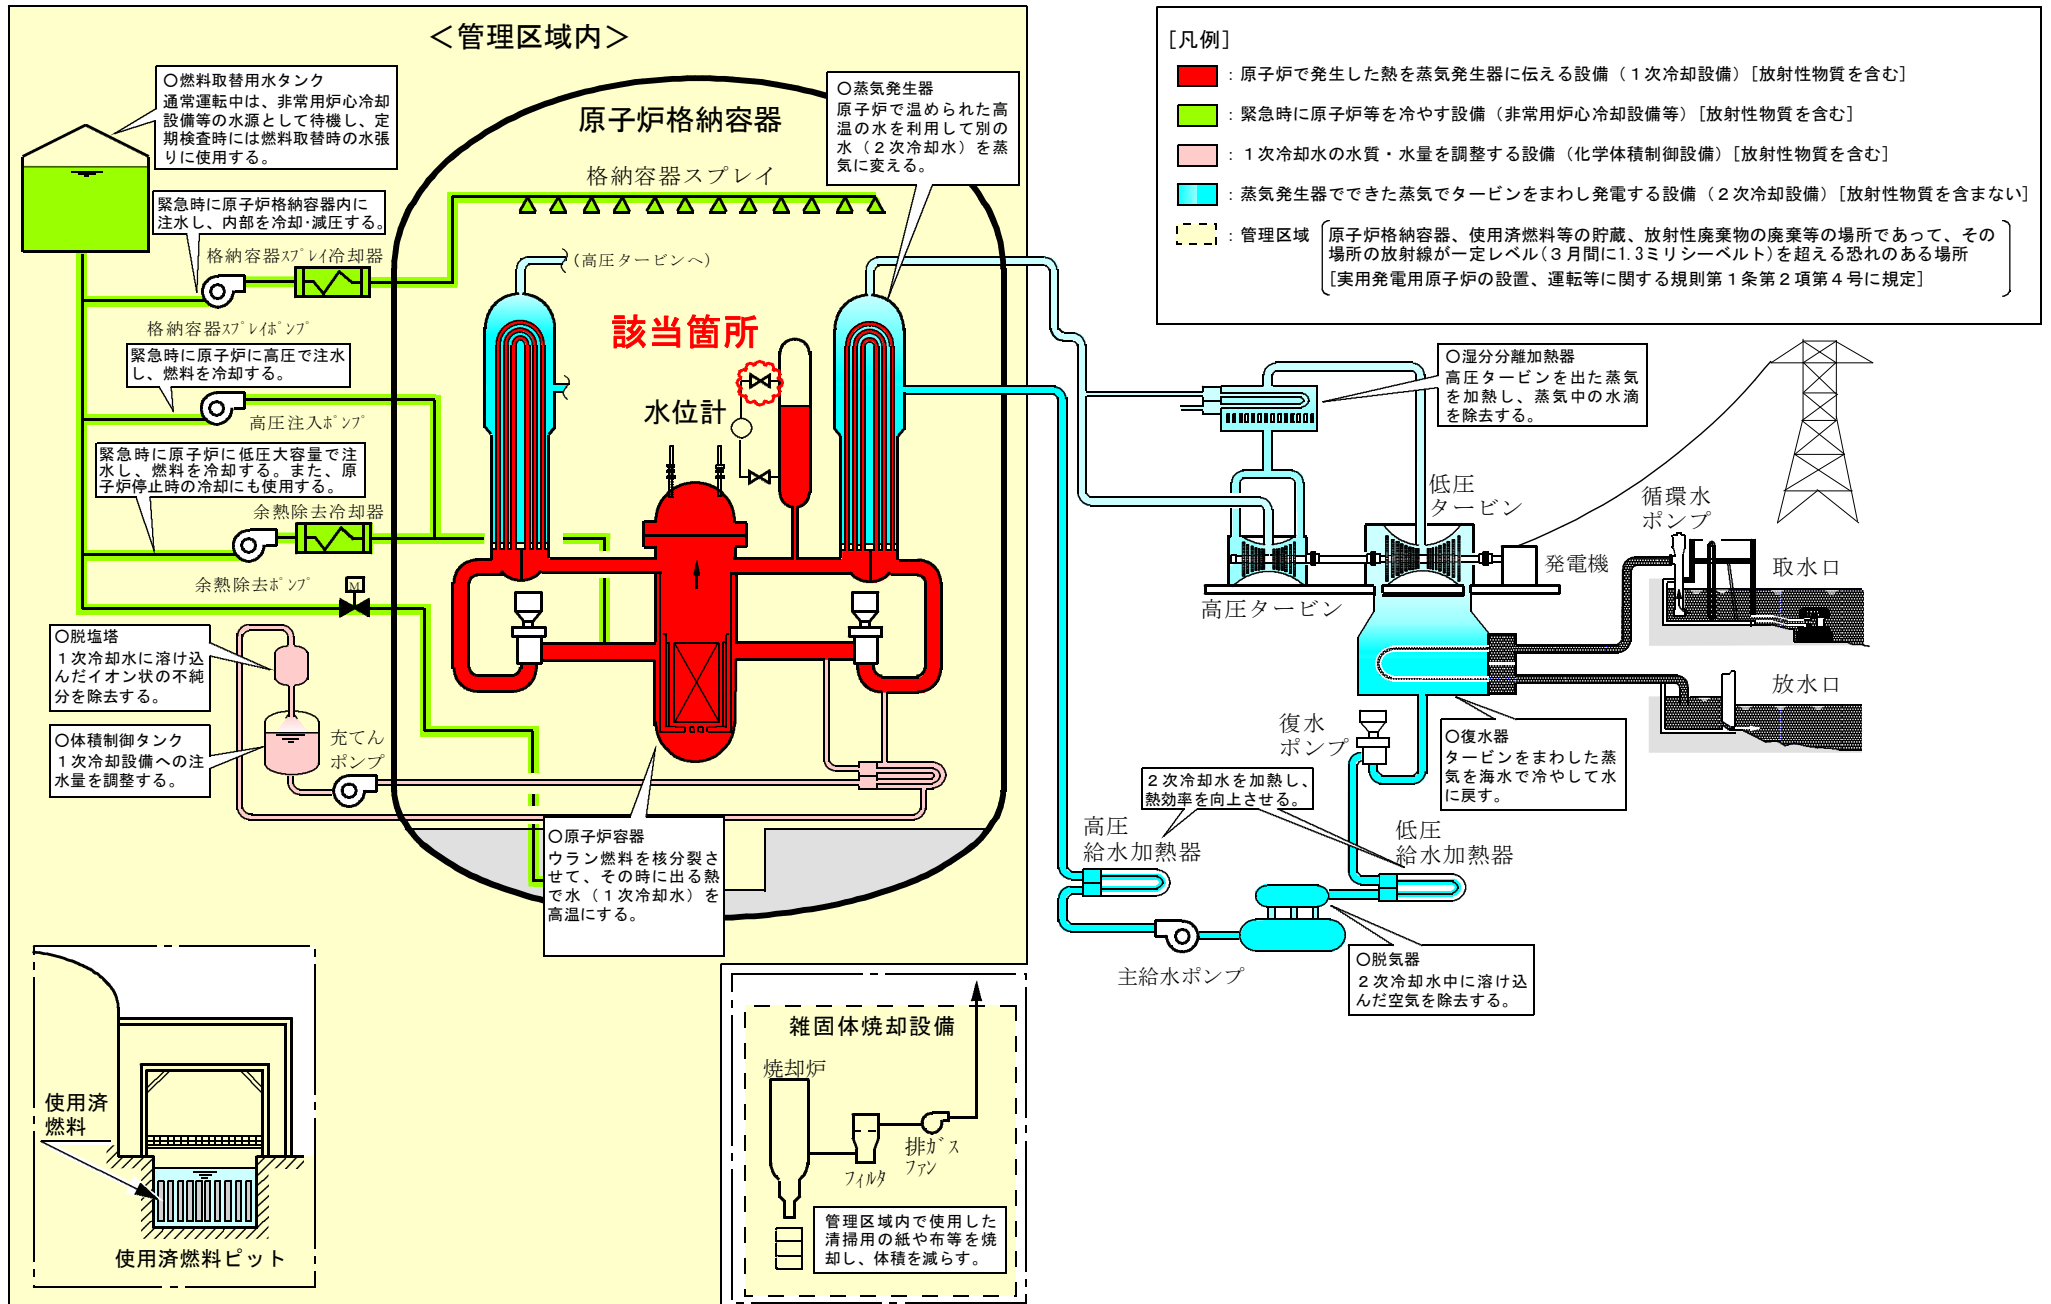 ＜管理区域内＞
○燃料取替用水タンク
通常運転中は、非常用炉心冷却
設備等の水源として待機し、定
期検査時には燃料取替時の水張
りに使用する。
緊急時に原子炉格納容器内に
注水し、内部を冷却･減圧する。
格納容器ｽﾌﾟﾚｲ冷却器
格納容器ｽﾌﾟﾚｲﾎﾟﾝﾌﾟ
緊急時に原子炉に高圧で注水
し、燃料を冷却する。
高圧注入ﾎﾟﾝﾌﾟ
緊急時に原子炉に低圧大容量で注
水し、燃料を冷却する。また、原
子炉停止時の冷却にも使用する。
余熱除去冷却器
余熱除去ﾎﾟﾝﾌﾟ
M
○脱塩塔
１次冷却水に溶け込
んだイオン状の不純
分を除去する。
○体積制御タンク
１次冷却設備への注
水量を調整する。
充てん
ポンプ
原子炉格納容器
格納容器スプレイ
○蒸気発生器
原子炉で温められた高
温の水を利用して別の
水（２次冷却水）を蒸
気に変える。
(高圧タービンへ)
該当箇所
水位計
○原子炉容器
ウラン燃料を核分裂さ
せて、その時に出る熱
で水（１次冷却水）を
高温にする。
使用済
燃料
使用済燃料ピット
雑固体焼却設備
焼却炉
フィルタ
排ｶﾞｽ
ﾌｧﾝ
管理区域内で使用した
清掃用の紙や布等を焼
却し、体積を減らす。
［凡例］
：原子炉で発生した熱を蒸気発生器に伝える設備（１次冷却設備）［放射性物質を含む］
：緊急時に原子炉等を冷やす設備（非常用炉心冷却設備等）［放射性物質を含む］
：１次冷却水の水質・水量を調整する設備（化学体積制御設備）［放射性物質を含む］
：蒸気発生器でできた蒸気でタービンをまわし発電する設備（２次冷却設備）［放射性物質を含まない］
：管理区域 原子炉格納容器、使用済燃料等の貯蔵、放射性廃棄物の廃棄等の場所であって、その
場所の放射線が一定レベル(３月間に1.3ミリシーベルト)を超える恐れのある場所
［実用発電用原子炉の設置、運転等に関する規則第１条第２項第４号に規定］
○湿分分離加熱器
高圧タービンを出た蒸気
を加熱し、蒸気中の水滴
を除去する。
低圧
タービン
高圧タービン
発電機
循環水
ポンプ
取水口
放水口
復水
ポンプ
○復水器
タービンをまわした蒸
気を海水で冷やして水
に戻す。
２次冷却水を加熱し、
熱効率を向上させる。
高圧
給水加熱器
低圧
給水加熱器
主給水ポンプ
○脱気器
２次冷却水中に溶け込
んだ空気を除去する。